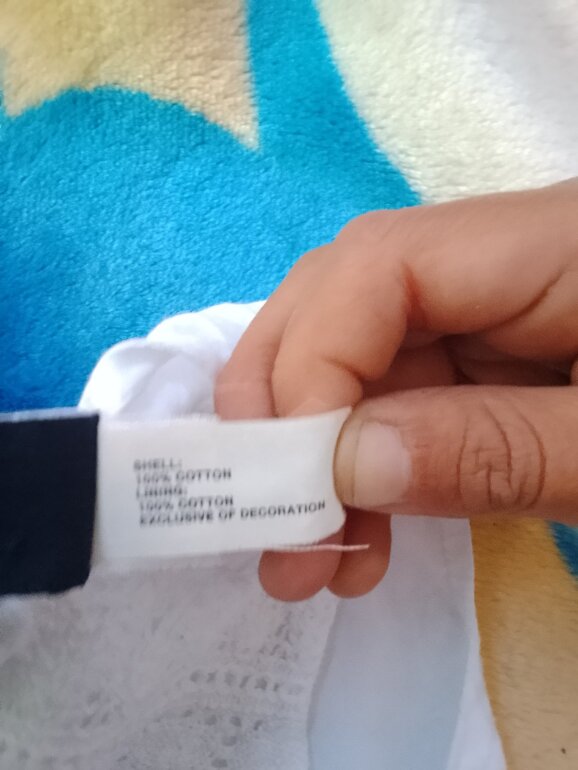 SHELL:
100% COTTON
LINING:
100% COTTON
EXCLUSIVE OF DECORATION